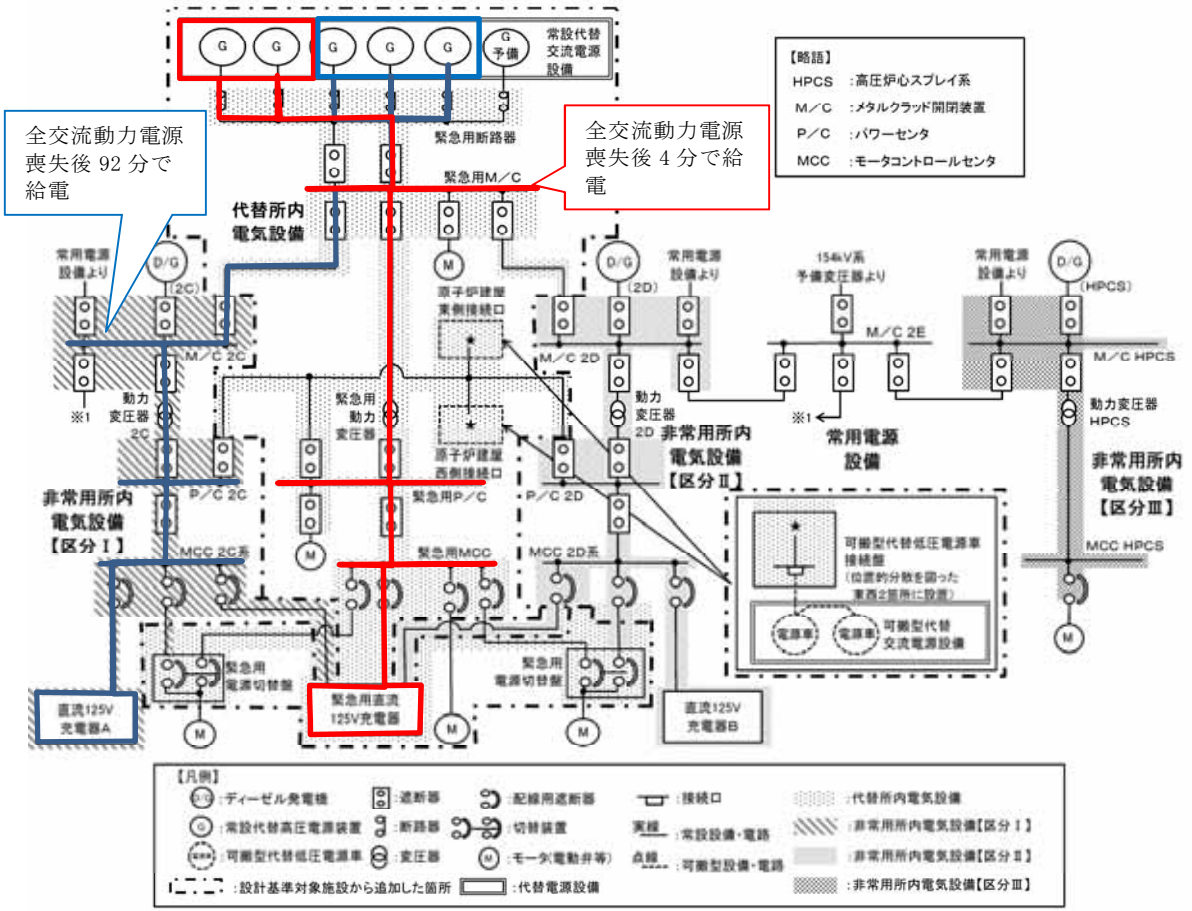 G
G
G
G
G
G
予備
常設代替
交流電源
設備
【略語】
HPCS :高圧炉心スプレイ系
M/C :メタルクラッド開閉装置
P/C :パワーセンタ
MCC :モータコントロールセンタ
全交流動力電源
喪失後 92 分で
給電
緊急用断路器
全交流動力電源
喪失後 4 分で給
電
緊急用M/C
代替所内
電気設備
常用電源
設備より
D/G
(2C)
M
原子炉建屋
東側接続口
D/G
(2D)
常用電源
設備より
154kV系
予備変圧器より
常用電源
設備より
D/G
(HPCS)
M/C 2C
M/C 2D
M/C 2E
M/C HPCS
※1
動力
変圧器
2C
緊急用
動力
変圧器
原子炉建屋
西側接続口
動力
変圧器
2D
※1
常用電源
設備
動力変圧器
HPCS
非常用所内
電気設備
【区分Ⅱ】
非常用所内
電気設備
【区分Ⅲ】
P/C 2C
緊急用P/C
P/C 2D
非常用所内
電気設備
【区分Ⅰ】
M
MCC 2C系
緊急用MCC
MCC 2D系
MCC HPCS
可搬型代替低圧電源車
接続盤
(位置的分散を図った
東西2箇所に設置)
電源車
電源車
可搬型代替
交流電源設備
M
緊急用
電源切替盤
緊急用
電源切替盤
直流125V
充電器A
M
緊急用直流
125V充電器
M
M
直流125V
充電器B
【凡例】
D/G :ディーゼル発電機
:遮断器
:配線用遮断器
:接続口
:代替所内電気設備
G :常設代替高圧電源装置
:断路器
:切替装置
実線 :常設設備・電路
:非常用所内電気設備【区分Ⅰ】
電源車 :可搬型代替低圧電源車
:変圧器
M :モータ(電動弁等)
点線 :可搬型設備・電路
:非常用所内電気設備【区分Ⅱ】
:設計基準対象施設から追加した箇所
:代替電源設備
:非常用所内電気設備【区分Ⅲ】